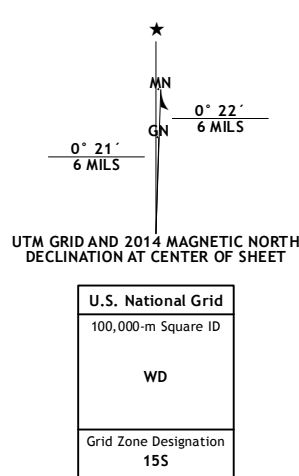 ★
MN
0° 22´
6 MILS
GN
0° 21´
6 MILS
UTM GRID AND 2014 MAGNETIC NORTH
DECLINATION AT CENTER OF SHEET
U.S. National Grid
100,000-m Square ID
WD
Grid Zone Designation
15S